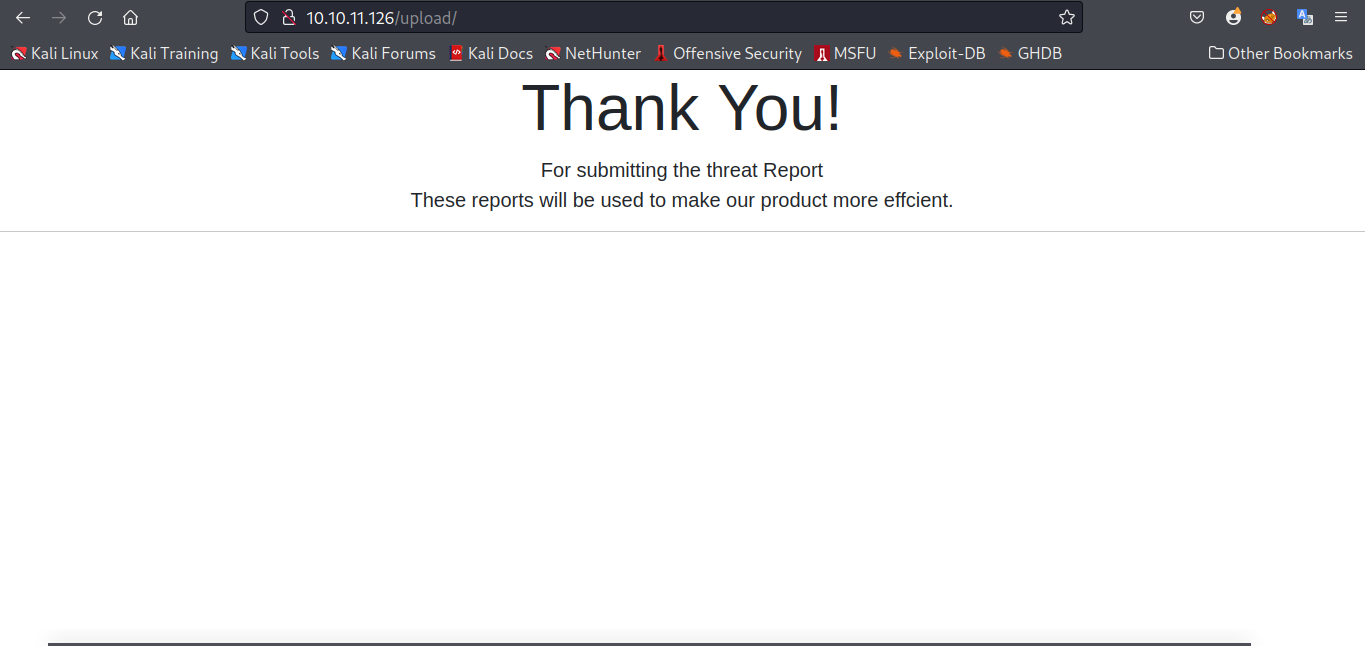 10.10.11.126/upload/
Kali Linux Kali Training Kali Tools Kali Forums Kali Docs NetHunter Offensive Security MSFU Exploit-DB GHDB Other Bookmarks
Thank You!
For submitting the threat Report
These reports will be used to make our product more effcient.